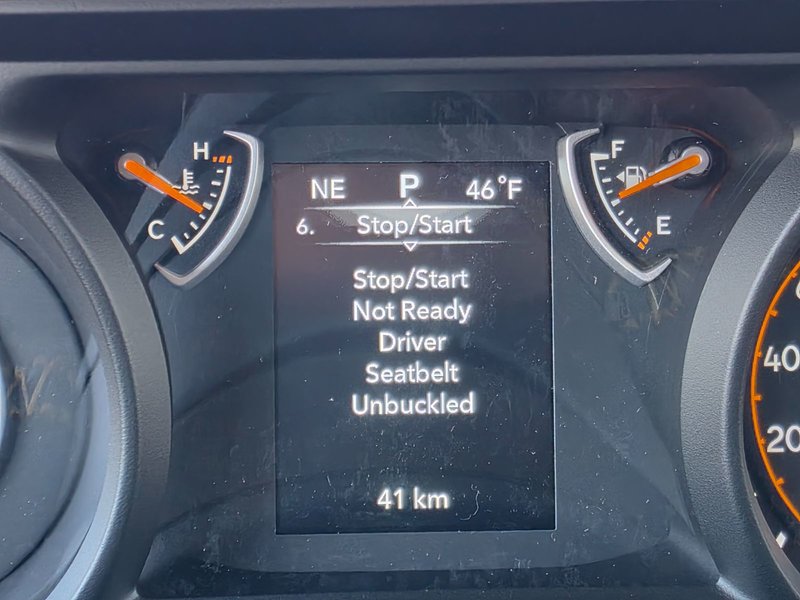 H
F
NE P 46°F
6. Stop/Start
C
E
Stop/Start
Not Ready
Driver
Seatbelt
Unbuckled
40
20
41 km